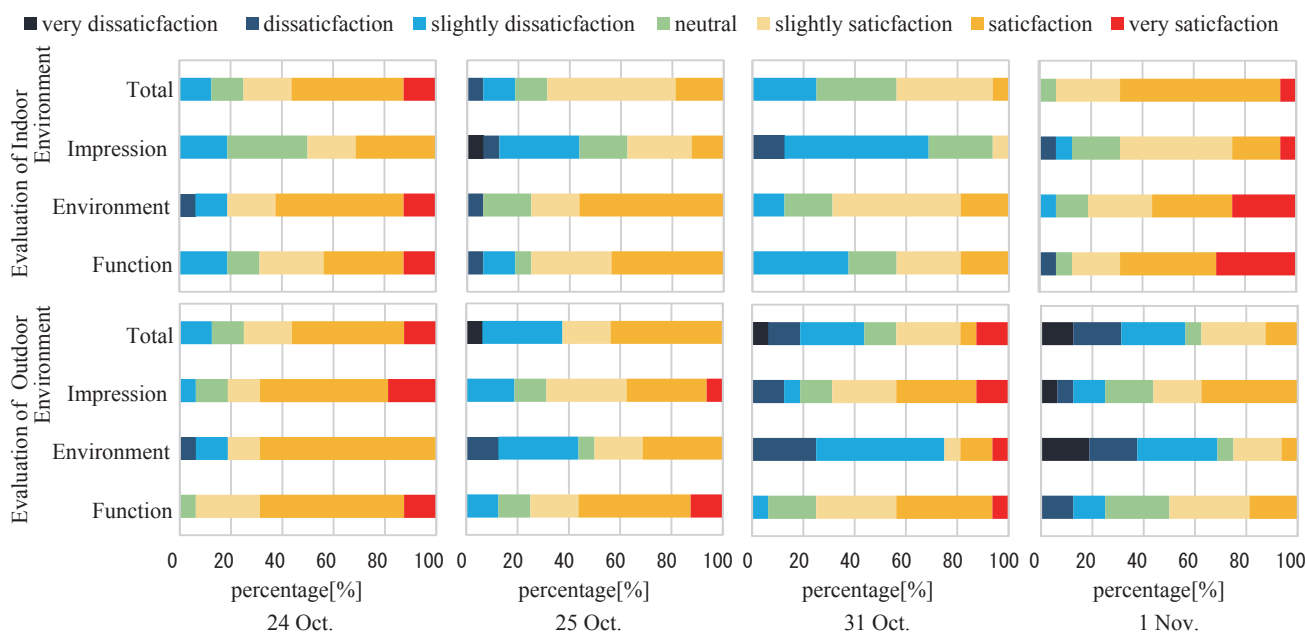 very dissaticfaction dissaticfaction slightly dissaticfaction neutral slightly satisfaction saticfaction very satisfaction
Evaluation of Indoor
Environment
Total
Impression
Environment
Function
Evaluation of Outdoor
Environment
Total
Impression
Environment
Function
0 20 40 60 80 100 0 20 40 60 80 100 0 20 40 60 80 100 0 20 40 60 80 100
percentage[%] percentage[%] percentage[%] percentage[%]
24 Oct. 25 Oct. 31 Oct. 1 Nov.